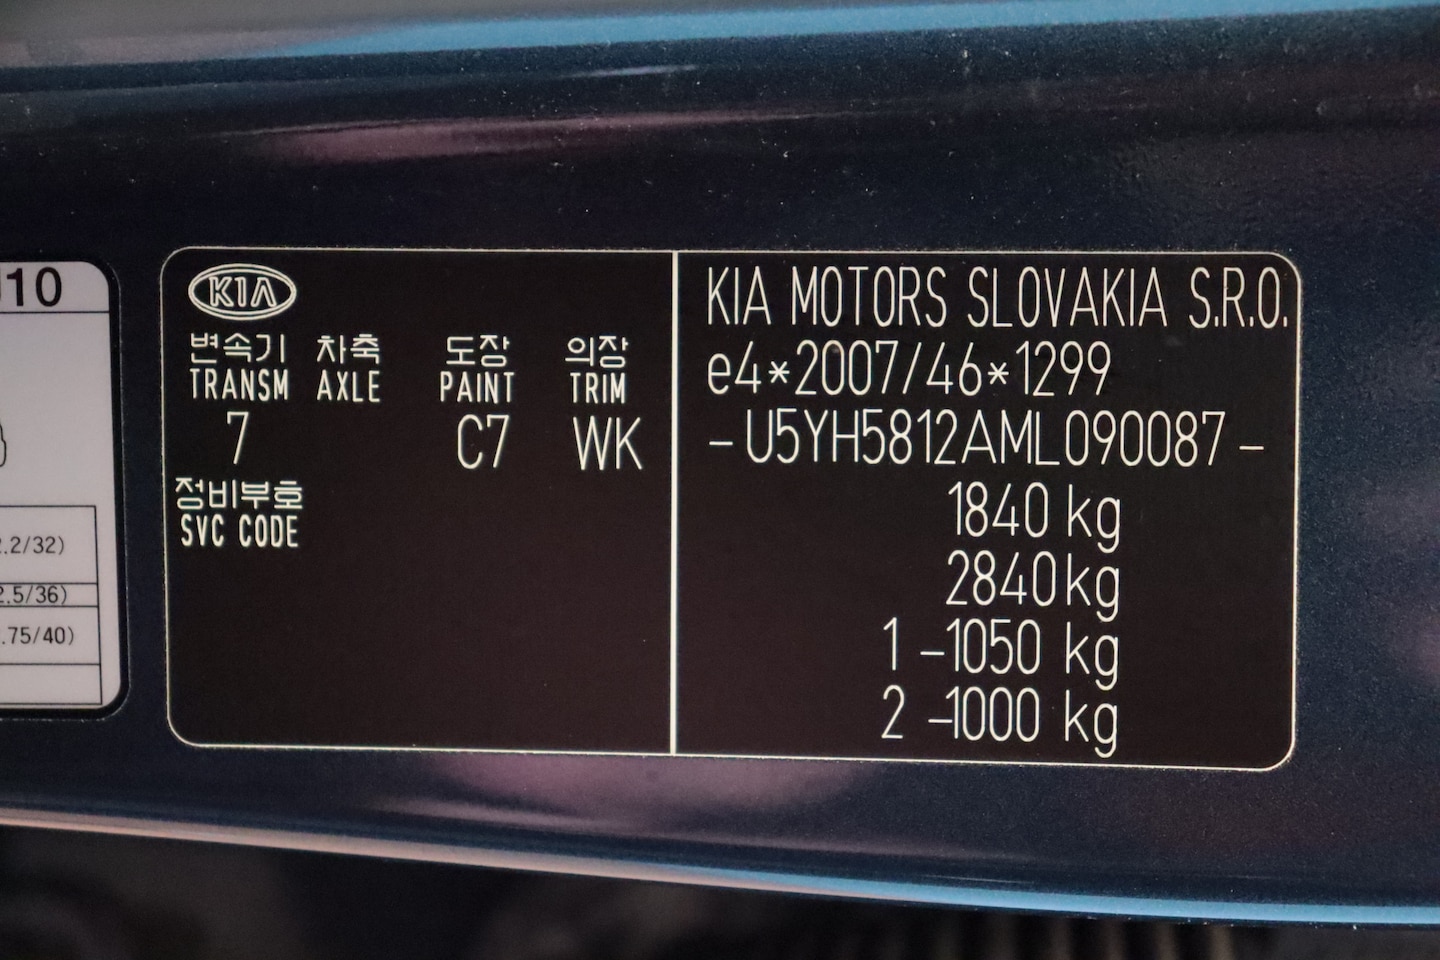 10
.2/32)
2.5/36)
.75/40)
KIA
변속기 차축 도장 의장
TRANSM AXLE PAINT TRIM
7 C7 WK
정비부호
SVC CODE
KIA MOTORS SLOVAKIA S.R.O.
e4*2007/46*1299
-U5YH5812AML090087-
1840 kg
2840 kg
1 -1050 kg
2 -1000 kg